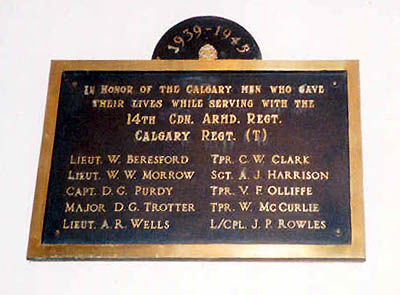 1939-1945
IN HONOR OF THE CALGARY MEN WHO GAVE
THEIR LIVES WHILE SERVING WITH THE
14TH CDN. ARMD. REGT.
CALGARY REGT. (T)
LIEUT. W. BERESFORD TPR. C. W. CLARK
LIEUT. W. W. MORROW SGT. A. J. HARRISON
CAPT. D. G. PURDY TPR. V. F. OLLIFFE
MAJOR D. G. TROTTER TPR. W. MCCURLIE
LIEUT. A. R. WELLS L/CPL. J. P. ROWLES